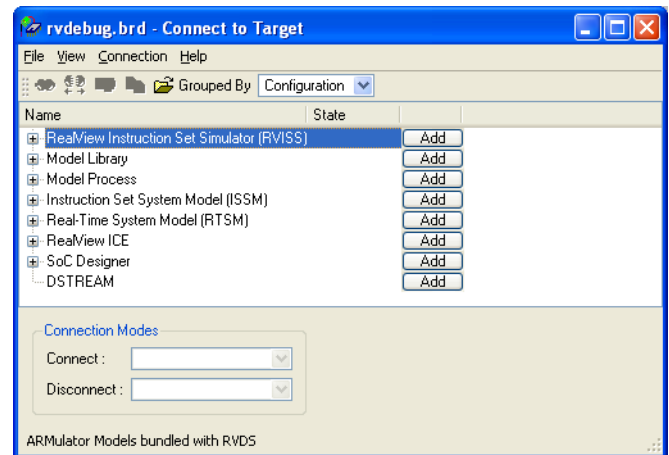 rvdebug.brd - Connect to Target
File View Connection Help
Grouped By Configuration
Name State
RealView Instruction Set Simulator (RVISS) Add
Model Library Add
Model Process Add
Instruction Set System Model (ISSM) Add
Real-Time System Model (RTSM) Add
RealView ICE Add
SoC Designer Add
DSTREAM Add
Connection Modes
Connect :
Disconnect :
ARMulator Models bundled with RVDS